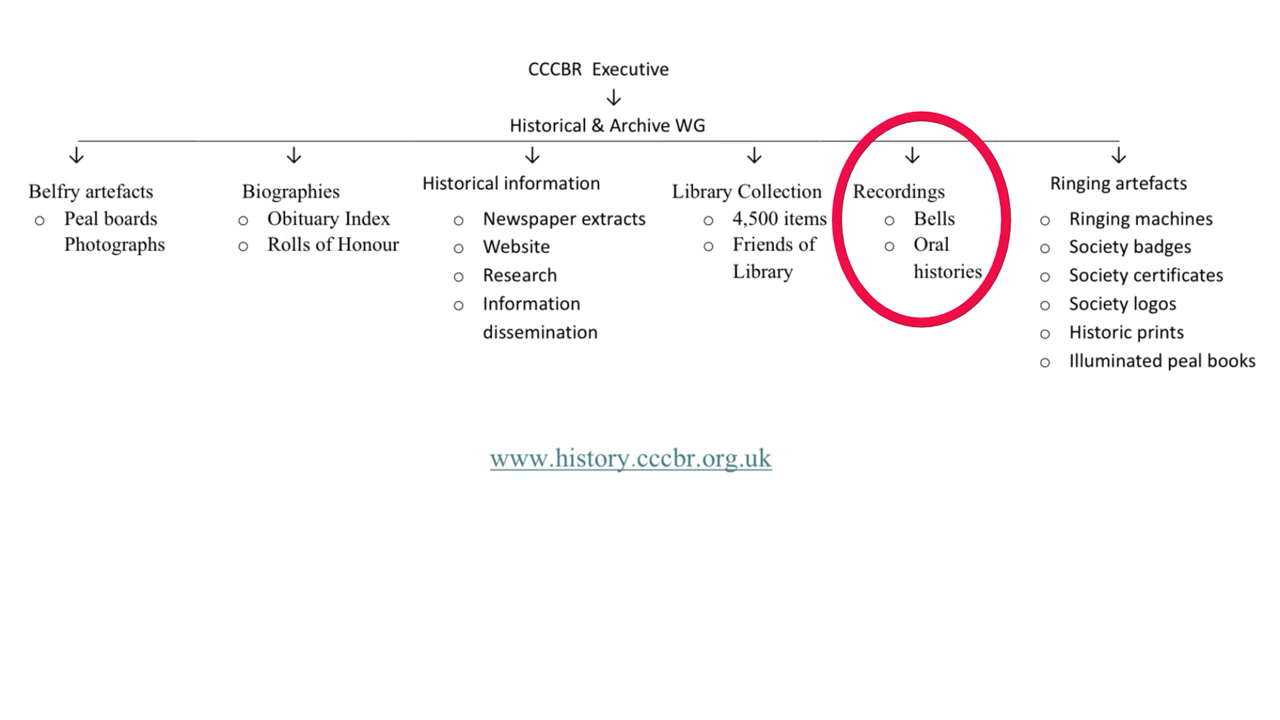 CCCBR Executive
↓
Historical & Archive WG
↓ ↓ ↓ ↓ ↓ ↓
Belfry artefacts
o Peal boards
Photographs
Biographies
o Obituary Index
o Rolls of Honour
Historical information
o Newspaper extracts
o Website
o Research
o Information
dissemination
Library Collection
o 4,500 items
o Friends of
Library
Recordings
o Bells
o Oral
histories
Ringing artefacts
o Ringing machines
o Society badges
o Society certificates
o Society logos
o Historic prints
o Illuminated peal books
www.history.cccbr.org.uk